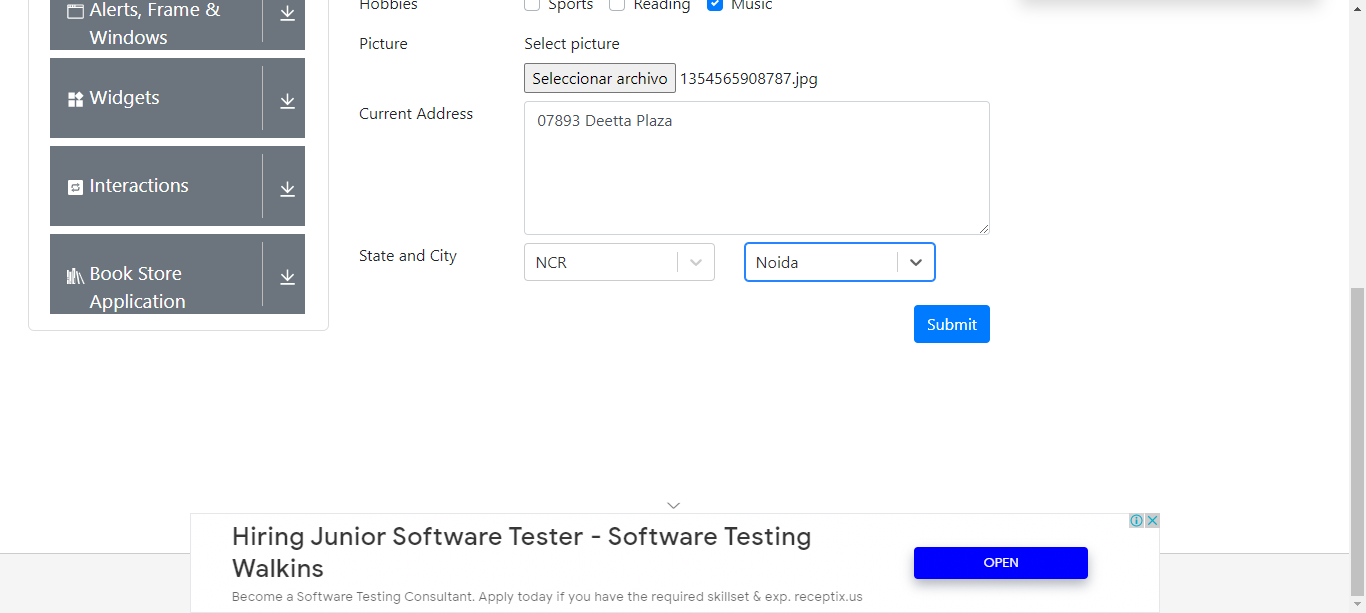 Alerts, Frame &
Windows
Widgets
Interactions
Book Store
Application
Hobbies
Sports Reading Music
Picture
Select picture
Seleccionar archivo 1354565908787.jpg
Current Address
07893 Deetta Plaza
State and City
NCR
Noida
Submit
Hiring Junior Software Tester - Software Testing
Walkins
Become a Software Testing Consultant. Apply today if you have the required skillset & exp. receptix.us
OPEN